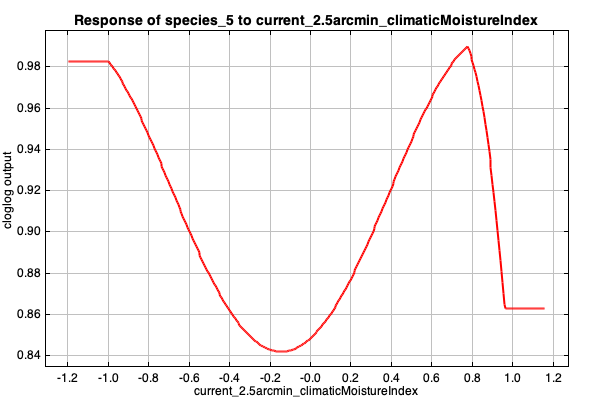 Response of species_5 to current_2.5arcmin_climaticMoistureIndex
cloglog output
0.98
0.96
0.94
0.92
0.90
0.88
0.86
0.84
-1.2 -1.0 -0.8 -0.6 -0.4 -0.2 -0.0 0.2 0.4 0.6 0.8 1.0 1.2
current_2.5arcmin_climaticMoistureIndex